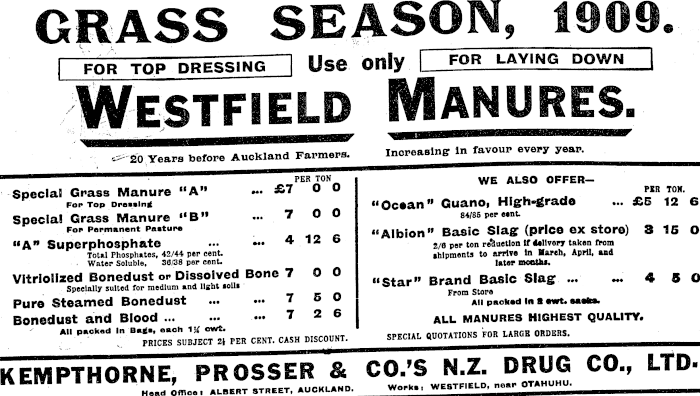 GRASS SEASON, 1909.
FOR TOP DRESSING Use only FOR LAYING DOWN
WESTFIELD MANURES.
20 Years before Auckland Farmers. Increasing in favour every year.
PER TON
Special Grass Manure "A" ... £7 0 0
For Top Dressing
Special Grass Manure "B" ... 7 0 0
For Permanent Pasture
"A" Superphosphate ... ... 4 12 6
Total Phosphates, 42/44 per cent.
Water Soluble, 36/38 per cent.
Vitriolized Bonedust or Dissolved Bone 7 0 0
Specially suited for medium and light soils
Pure Steamed Bonedust ... ... 7 5 0
Bonedust and Blood ... ... ... 7 2 6
All packed in Bags, each 1½ cwt.
PRICES SUBJECT 2½ PER CENT. CASH DISCOUNT.
WE ALSO OFFER—
PER TON.
"Ocean" Guano, High-grade ... £5 12 6
84/85 per cent.
"Albion" Basic Slag (price ex store) 3 15 0
2/6 per ton reduction if delivery taken from
shipments to arrive in March, April, and
later months.
"Star" Brand Basic Slag ... ... 4 5 0
From Store
All packed in 2 cwt. sacks.
ALL MANURES HIGHEST QUALITY.
SPECIAL QUOTATIONS FOR LARGE ORDERS.
KEMPTHORNE, PROSSER & CO.'S N.Z. DRUG CO., LTD.
Head Office: ALBERT STREET, AUCKLAND. Works: WESTFIELD, near OTAHUHU.